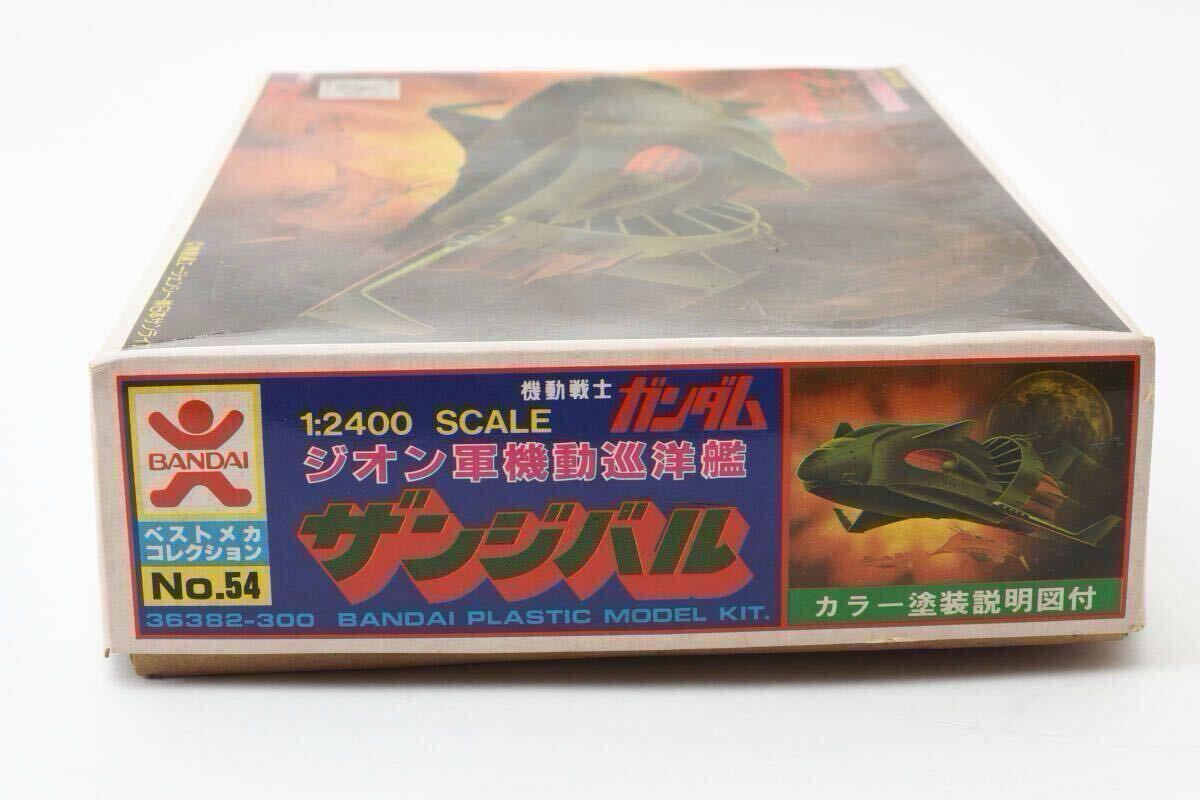 機動戦士 ガンダム
1:2400 SCALE
ジオン軍機動巡洋艦
ザンジバル
BANDAI
ベストメカ
コレクション
No.54
36382-300 BANDAI PLASTIC MODEL KIT.
カラー塗装説明図付